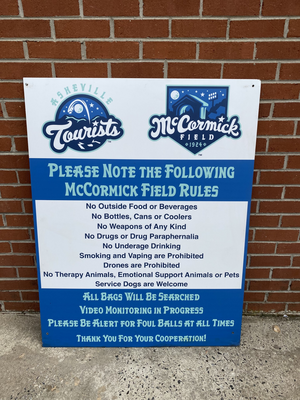 ASHEVILLE
Tourists
McCormick
FIELD
1924
PLEASE NOTE THE FOLLOWING
MCCORMICK FIELD RULES
No Outside Food or Beverages
No Bottles, Cans or Coolers
No Weapons of Any Kind
No Drugs or Drug Paraphernalia
No Underage Drinking
Smoking and Vaping are Prohibited
Drones are Prohibited
No Therapy Animals, Emotional Support Animals or Pets
Service Dogs are Welcome
ALL BAGS WILL BE SEARCHED
VIDEO MONITORING IN PROGRESS
PLEASE BE ALERT FOR FOUL BALLS AT ALL TIMES
THANK YOU FOR YOUR COOPERATION!